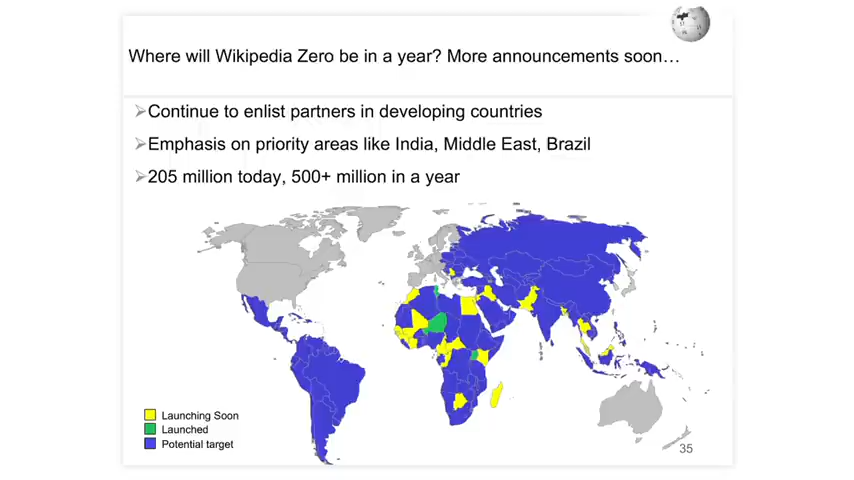 Where will Wikipedia Zero be in a year? More announcements soon…
Continue to enlist partners in developing countries
Emphasis on priority areas like India, Middle East, Brazil
205 million today, 500+ million in a year
Launching Soon
Launched
Potential target
35